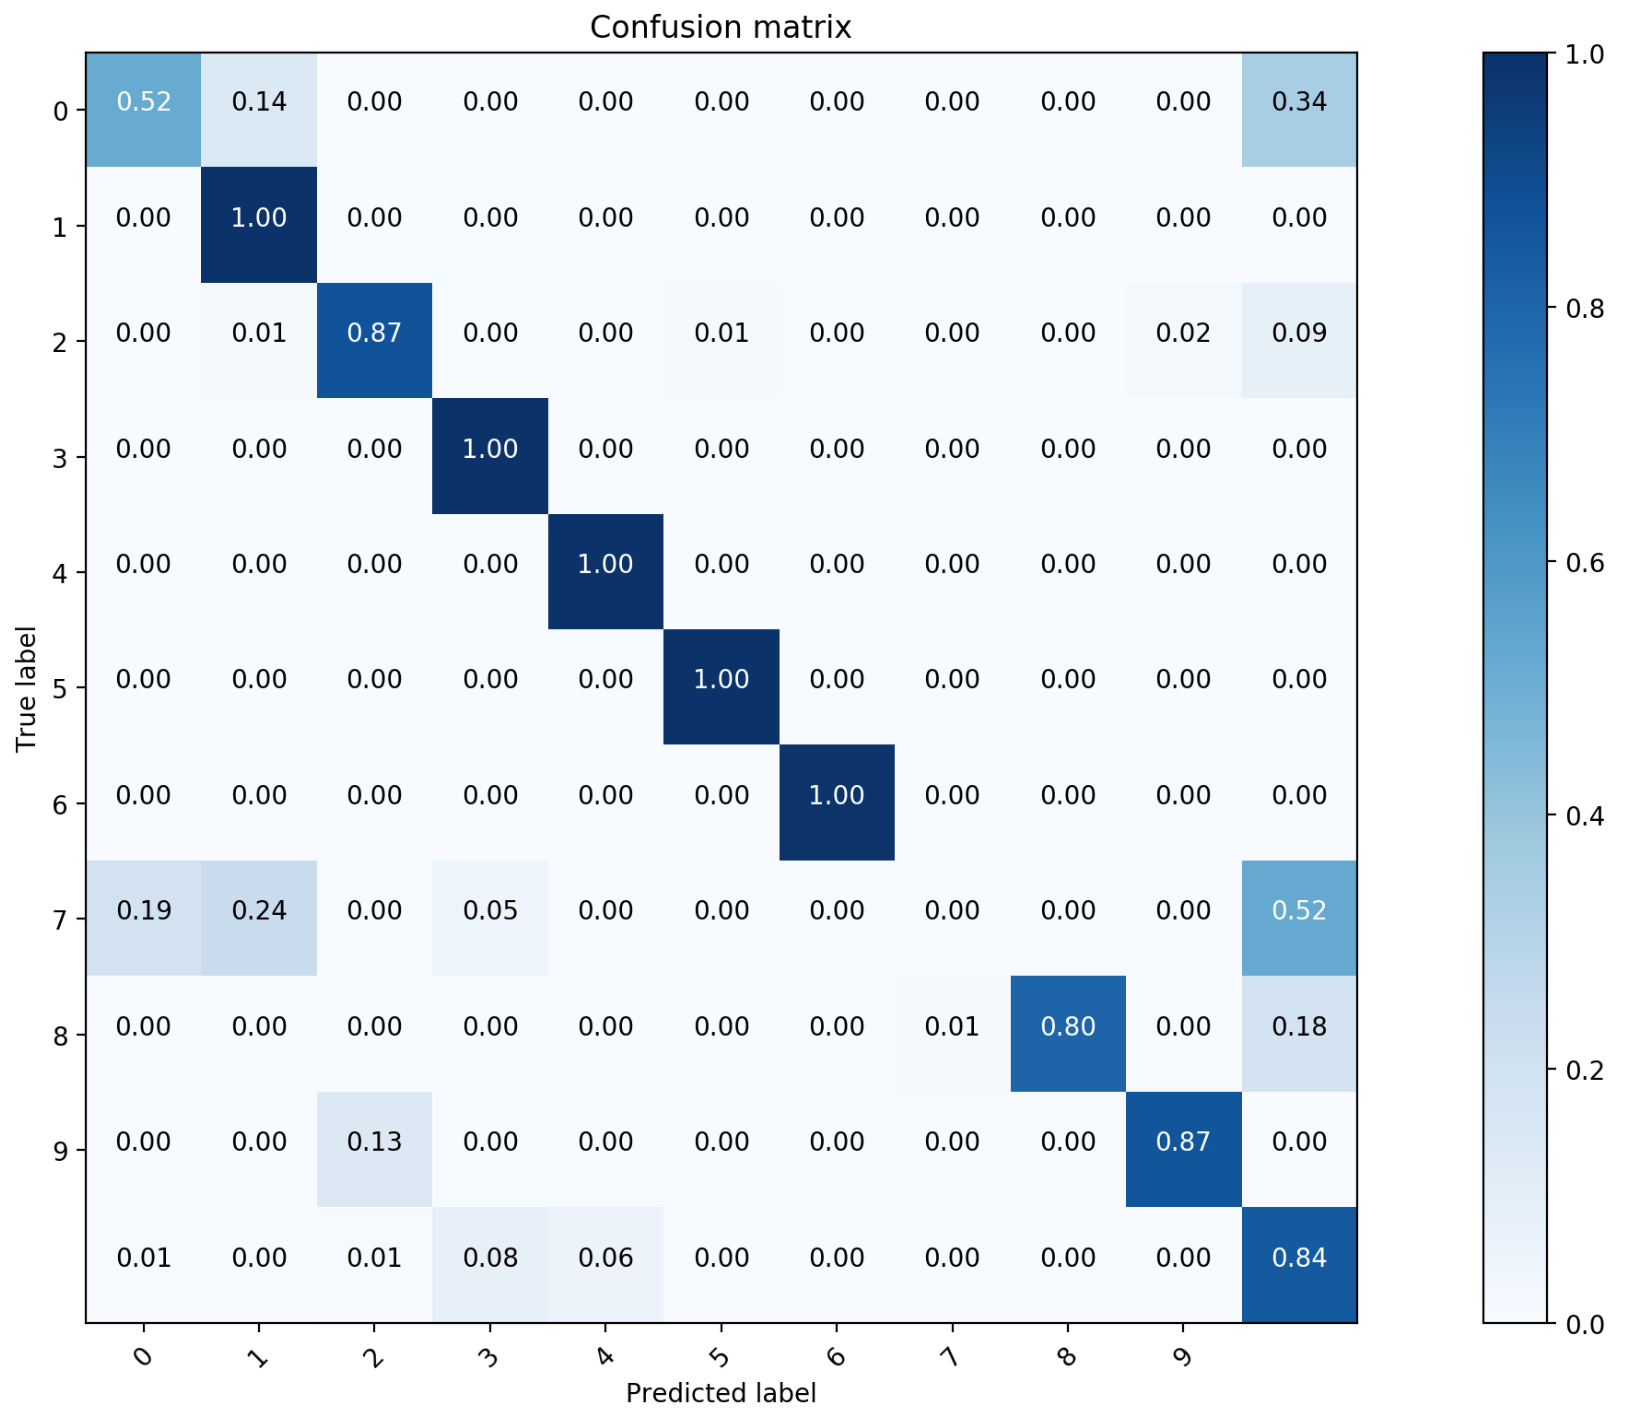 Confusion matrix
0 0.52 0.14 0.00 0.00 0.00 0.00 0.00 0.00 0.00 0.00 0.34
1 0.00 1.00 0.00 0.00 0.00 0.00 0.00 0.00 0.00 0.00 0.00
2 0.00 0.01 0.87 0.00 0.00 0.01 0.00 0.00 0.00 0.02 0.09
3 0.00 0.00 0.00 1.00 0.00 0.00 0.00 0.00 0.00 0.00 0.00
4 0.00 0.00 0.00 0.00 1.00 0.00 0.00 0.00 0.00 0.00 0.00
5 0.00 0.00 0.00 0.00 0.00 1.00 0.00 0.00 0.00 0.00 0.00
6 0.00 0.00 0.00 0.00 0.00 0.00 1.00 0.00 0.00 0.00 0.00
7 0.19 0.24 0.00 0.05 0.00 0.00 0.00 0.00 0.00 0.00 0.52
8 0.00 0.00 0.00 0.00 0.00 0.00 0.00 0.01 0.80 0.00 0.18
9 0.00 0.00 0.13 0.00 0.00 0.00 0.00 0.00 0.00 0.87 0.00
0.01 0.00 0.01 0.08 0.06 0.00 0.00 0.00 0.00 0.00 0.84
0 1 2 3 4 5 6 7 8 9
True label
Predicted label
1.0
0.8
0.6
0.4
0.2
0.0